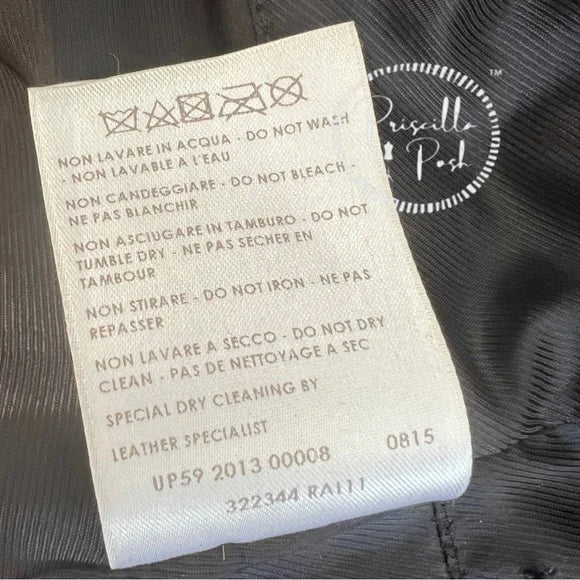 NON LAVARE IN ACQUA - DO NOT WASH
- NON LAVABLE A L'EAU
NON CANDEGGIARE - DO NOT BLEACH -
NE PAS BLANCHIR
NON ASCIUGARE IN TAMBURO - DO NOT
TUMBLE DRY - NE PAS SECHER EN
TAMBOUR
NON STIRARE - DO NOT IRON - NE PAS
REPASSER
NON LAVARE A SECCO - DO NOT DRY
CLEAN - PAS DE NETTOYAGE A SEC
SPECIAL DRY CLEANING BY
LEATHER SPECIALIST
UP59 2013 00008 0815
322344 RA111
Priscilla
Posh
TM